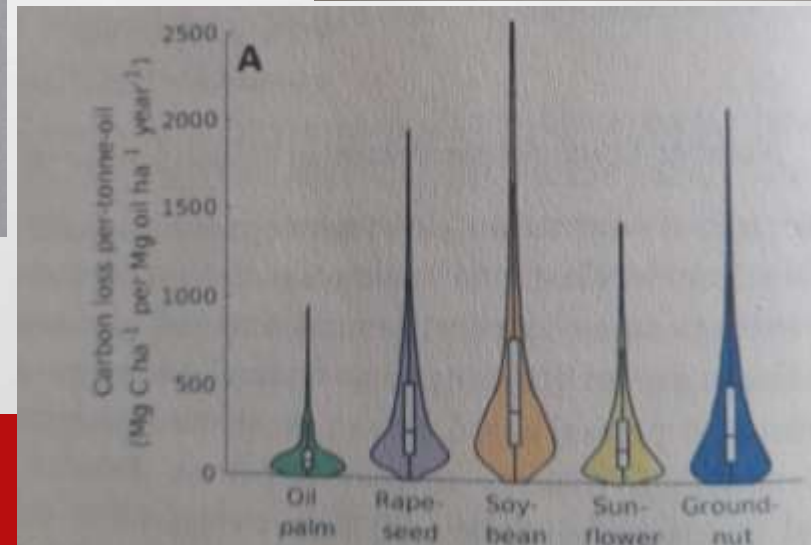 A
2500
2000
1500
1000
500
0
Carbon loss per-tonne-oil
(Mg C ha⁻¹ per Mg oil ha⁻¹ year⁻¹)
Oil palm
Rape-seed
Soy-bean
Sun-flower
Ground-nut